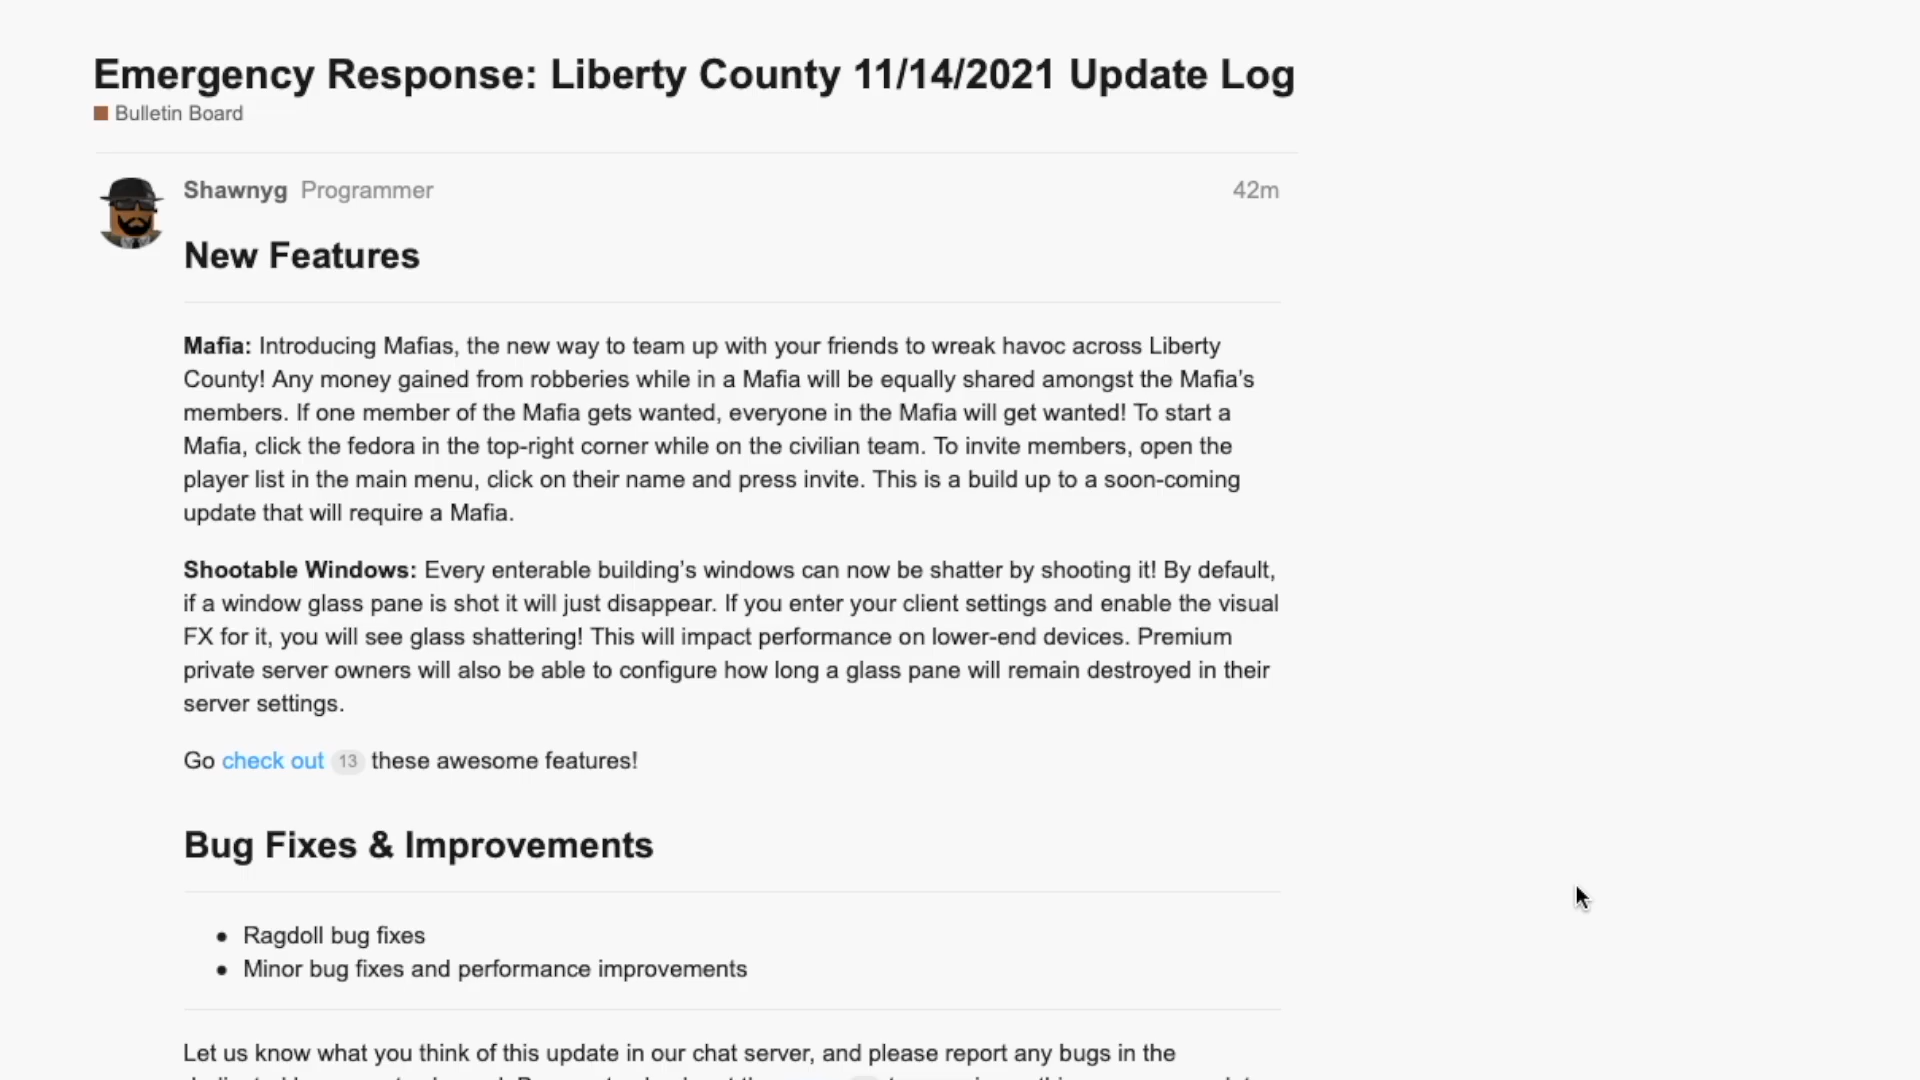 Emergency Response: Liberty County 11/14/2021 Update Log
Bulletin Board
Shawnyg Programmer 42m
New Features
Mafia: Introducing Mafias, the new way to team up with your friends to wreak havoc across Liberty
County! Any money gained from robberies while in a Mafia will be equally shared amongst the Mafia’s
members. If one member of the Mafia gets wanted, everyone in the Mafia will get wanted! To start a
Mafia, click the fedora in the top-right corner while on the civilian team. To invite members, open the
player list in the main menu, click on their name and press invite. This is a build up to a soon-coming
update that will require a Mafia.
Shootable Windows: Every enterable building’s windows can now be shatter by shooting it! By default,
if a window glass pane is shot it will just disappear. If you enter your client settings and enable the visual
FX for it, you will see glass shattering! This will impact performance on lower-end devices. Premium
private server owners will also be able to configure how long a glass pane will remain destroyed in their
server settings.
Go check out 13 these awesome features!
Bug Fixes & Improvements
• Ragdoll bug fixes
• Minor bug fixes and performance improvements
Let us know what you think of this update in our chat server, and please report any bugs in the